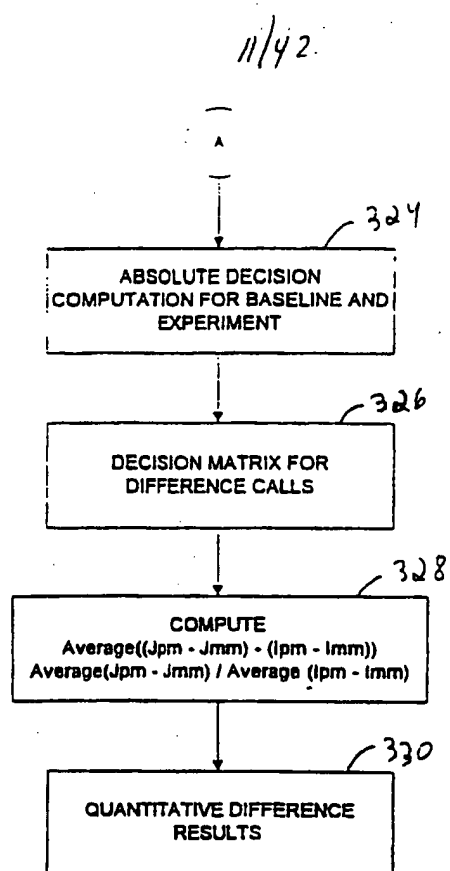 11/42.
A
324
ABSOLUTE DECISION
COMPUTATION FOR BASELINE AND
EXPERIMENT
326
DECISION MATRIX FOR
DIFFERENCE CALLS
328
COMPUTE
Average((Jpm - Jmm) - (Ipm - Imm))
Average(Jpm - Jmm) / Average (Ipm - Imm)
330
QUANTITATIVE DIFFERENCE
RESULTS